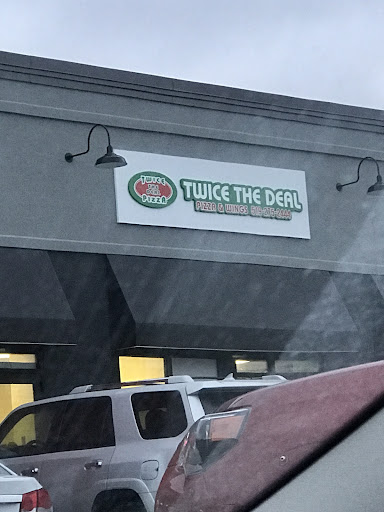 TWICE
THE
DEAL
PIZZA
TWICE THE DEAL
PIZZA & WINGS